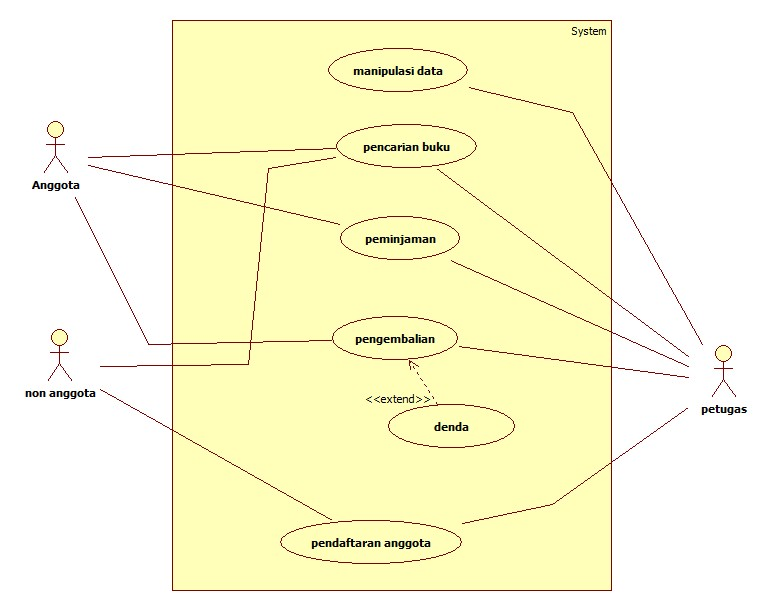 System
manipulasi data
pencarian buku
Anggota
peminjaman
pengembalian
non anggota
<<extend>>
petugas
denda
pendaftaran anggota